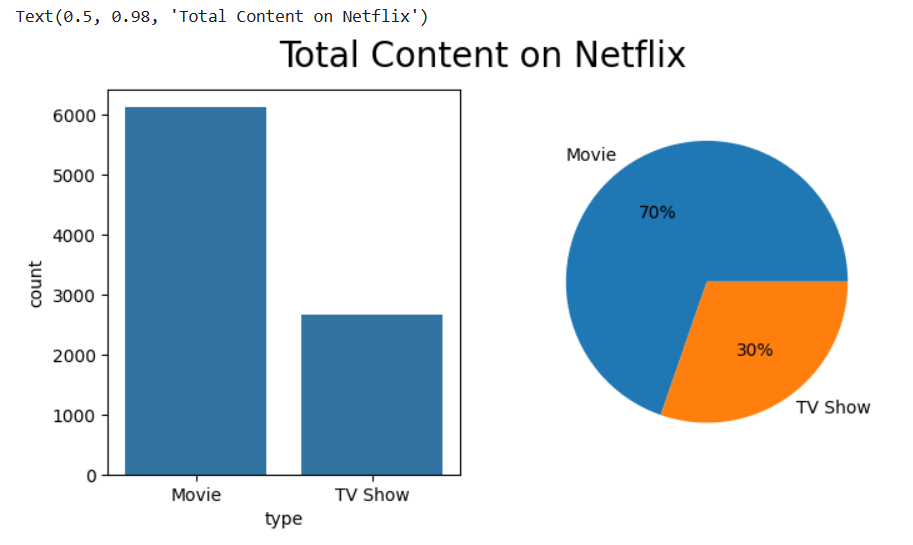 Text(0.5, 0.98, 'Total Content on Netflix')
Total Content on Netflix
6000
5000
4000
3000
2000
1000
0
count
Movie
TV Show
type
Movie
70%
30%
TV Show